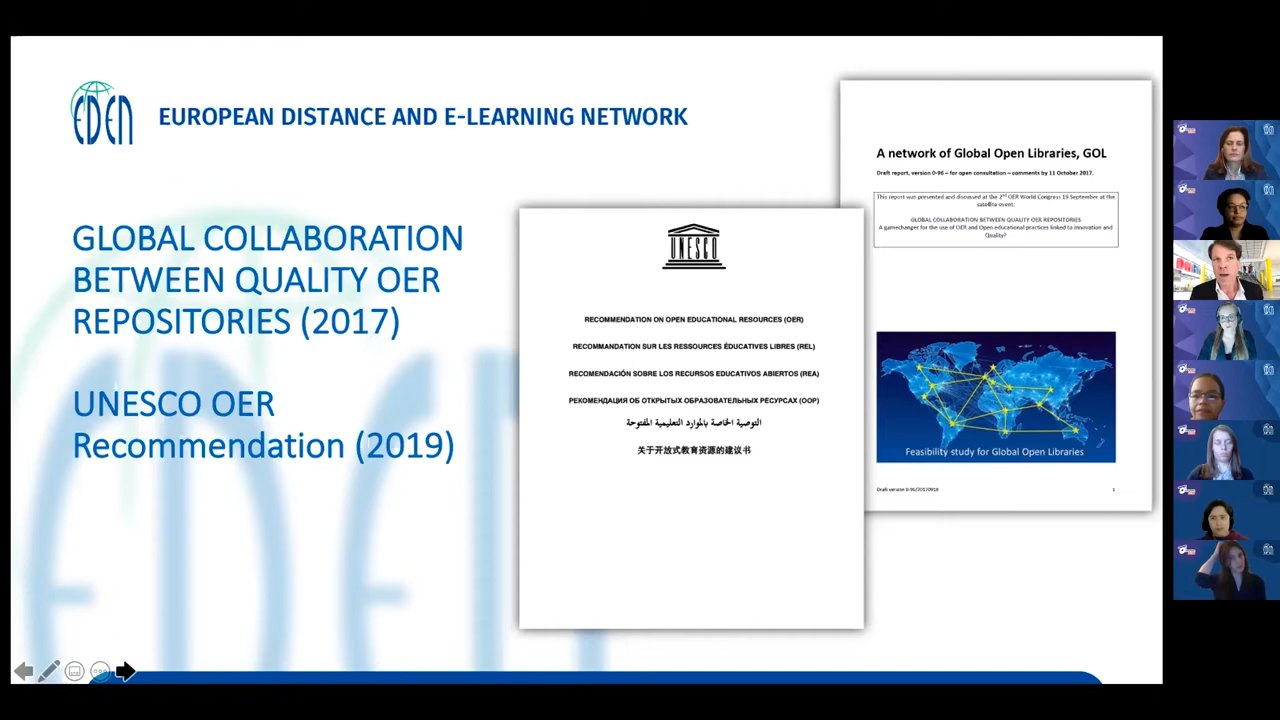 EDEN
EUROPEAN DISTANCE AND E-LEARNING NETWORK
GLOBAL COLLABORATION
BETWEEN QUALITY OER
REPOSITORIES (2017)
UNESCO OER
Recommendation (2019)
UNESCO
RECOMMENDATION ON OPEN EDUCATIONAL RESOURCES (OER)
RECOMMANDATION SUR LES RESSOURCES ÉDUCATIVES LIBRES (REL)
RECOMENDACIÓN SOBRE LOS RECURSOS EDUCATIVOS ABIERTOS (REA)
РЕКОМЕНДАЦИЯ ОБ ОТКРЫТЫХ ОБРАЗОВАТЕЛЬНЫХ РЕСУРСАХ (ООР)
التوصية الخاصة بالموارد التعليمية المفتوحة
关于开放式教育资源的建议书
A network of Global Open Libraries, GOL
Draft report, version 0-96 – for open consultation – comments by 11 October 2017.
This report was presented and discussed at the 2nd OER World Congress 19 September at the
satellite event:
GLOBAL COLLABORATION BETWEEN QUALITY OER REPOSITORIES
A gamechanger for the use of OER and Open educational practices linked to innovation and
Quality?
Feasibility study for Global Open Libraries
Draft version 0-96/20170918
1